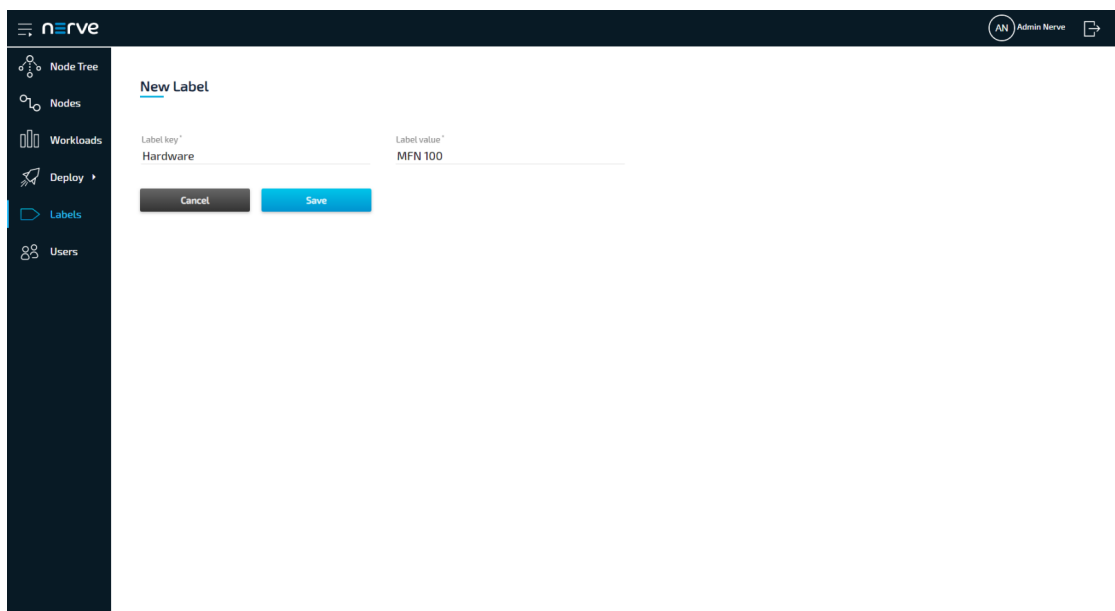 nerve
AN Admin Nerve
Node Tree
Nodes
Workloads
Deploy
Labels
Users
New Label
Label key* Label value*
Hardware MFN 100
Cancel Save